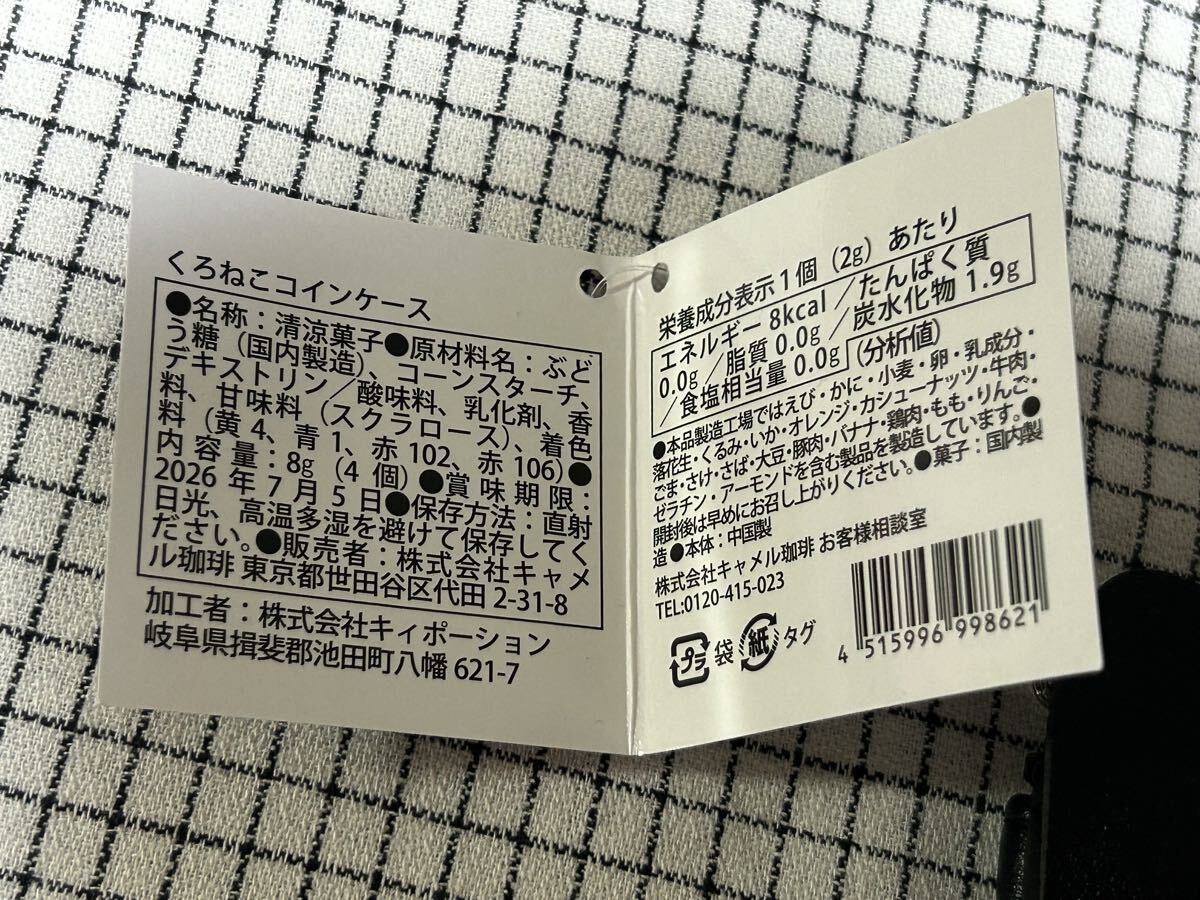 くろねこコインケース
●名称：清涼菓子●原材料名：ぶど
う糖（国内製造）、コーンスターチ、
デキストリン／酸味料、乳化剤、香
料、甘味料（スクラロース）、着色
料（黄4、青1、赤102、赤106）●
内容量：8g（4個）●賞味期限：
2026年7月5日●保存方法：直射
日光、高温多湿を避けて保存してく
ださい。●販売者：株式会社キャメ
ル珈琲 東京都世田谷区代田2-31-8
加工者：株式会社キィポーション
岐阜県揖斐郡池田町八幡621-7
栄養成分表示1個（2g）あたり
エネルギー 8kcal／たんぱく質
0.0g／脂質0.0g／炭水化物1.9g
／食塩相当量0.0g（分析値）
●本品製造工場ではえび・かに・小麦・卵・乳成分・
落花生・くるみ・いか・オレンジ・カシューナッツ・牛肉・
ごま・さけ・さば・大豆・豚肉・バナナ・鶏肉・もも・りんご・
ゼラチン・アーモンドを含む製品を製造しています。●
開封後は早めにお召し上がりください。●菓子：国内製
造●本体：中国製
株式会社キャメル珈琲 お客様相談室
TEL:0120-415-023
プラ 袋 紙 タグ
4 515996 998621